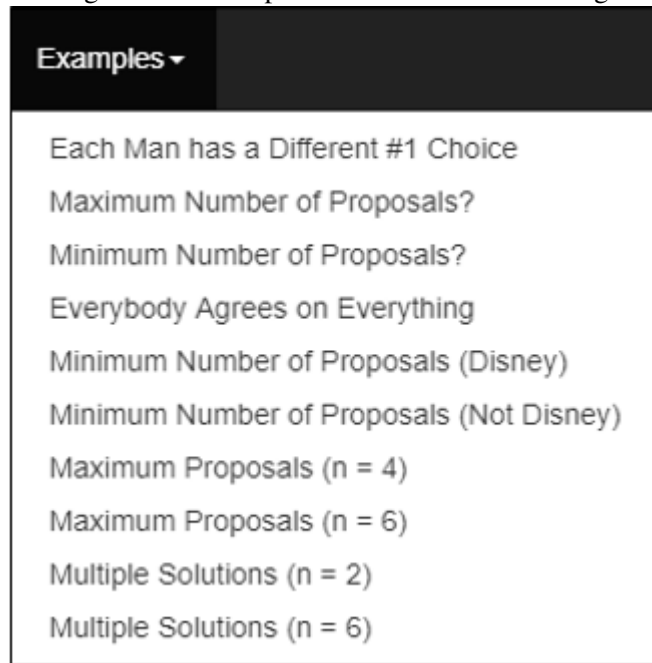 Examples
Each Man has a Different #1 Choice
Maximum Number of Proposals?
Minimum Number of Proposals?
Everybody Agrees on Everything
Minimum Number of Proposals (Disney)
Minimum Number of Proposals (Not Disney)
Maximum Proposals (n = 4)
Maximum Proposals (n = 6)
Multiple Solutions (n = 2)
Multiple Solutions (n = 6)